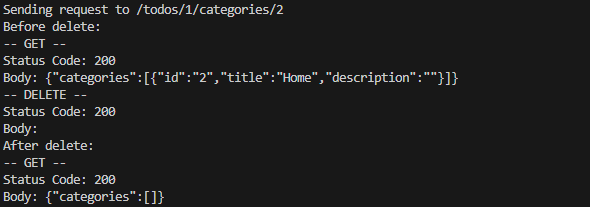 Sending request to /todos/1/categories/2
Before delete:
-- GET --
Status Code: 200
Body: {"categories":[{"id":"2","title":"Home","description":""}]}
-- DELETE --
Status Code: 200
Body:
After delete:
-- GET --
Status Code: 200
Body: {"categories":[]}